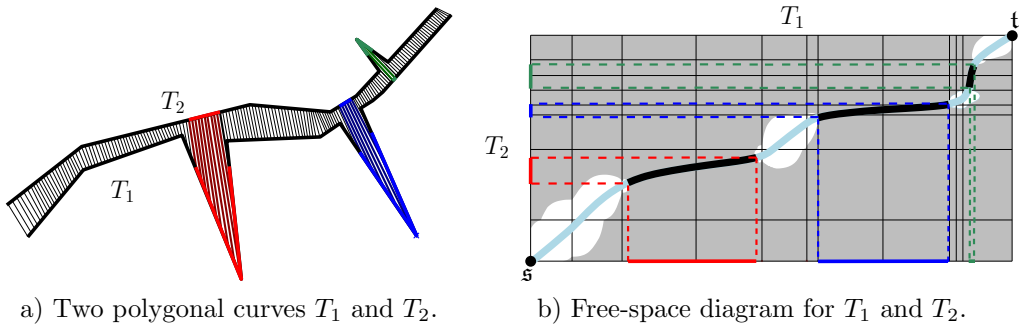 T₁
𝔱
T₂
T₂
T₁
𝔰
a) Two polygonal curves T₁ and T₂.
b) Free-space diagram for T₁ and T₂.